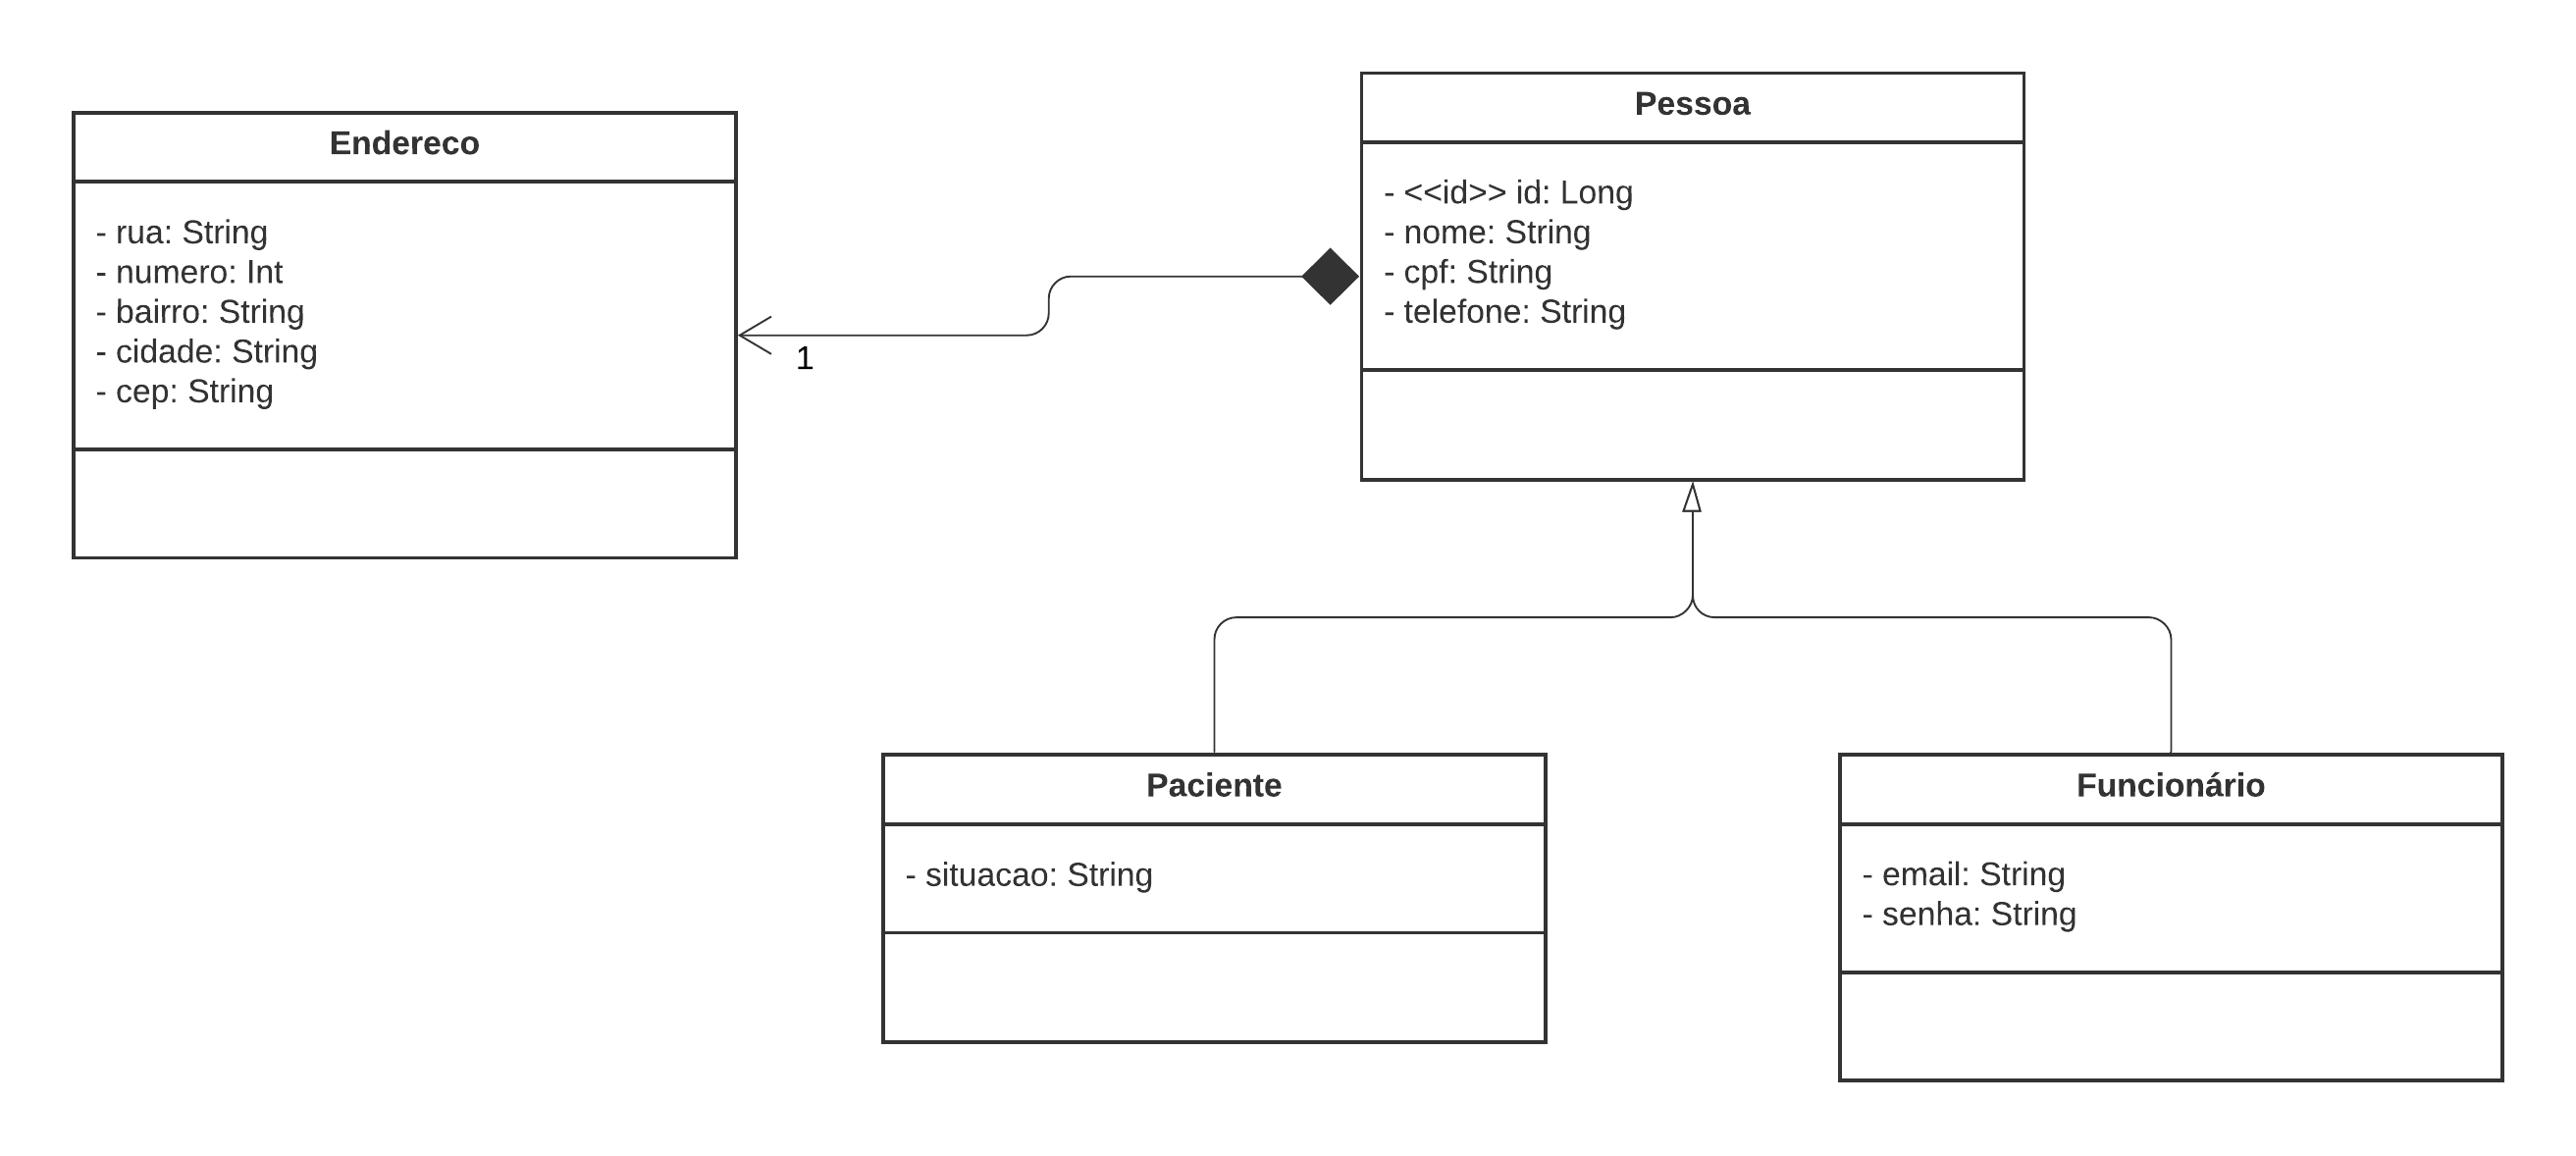 Endereco
- rua: String
- numero: Int
- bairro: String
- cidade: String
- cep: String
1
Pessoa
- <<id>> id: Long
- nome: String
- cpf: String
- telefone: String
Paciente
- situacao: String
Funcionário
- email: String
- senha: String